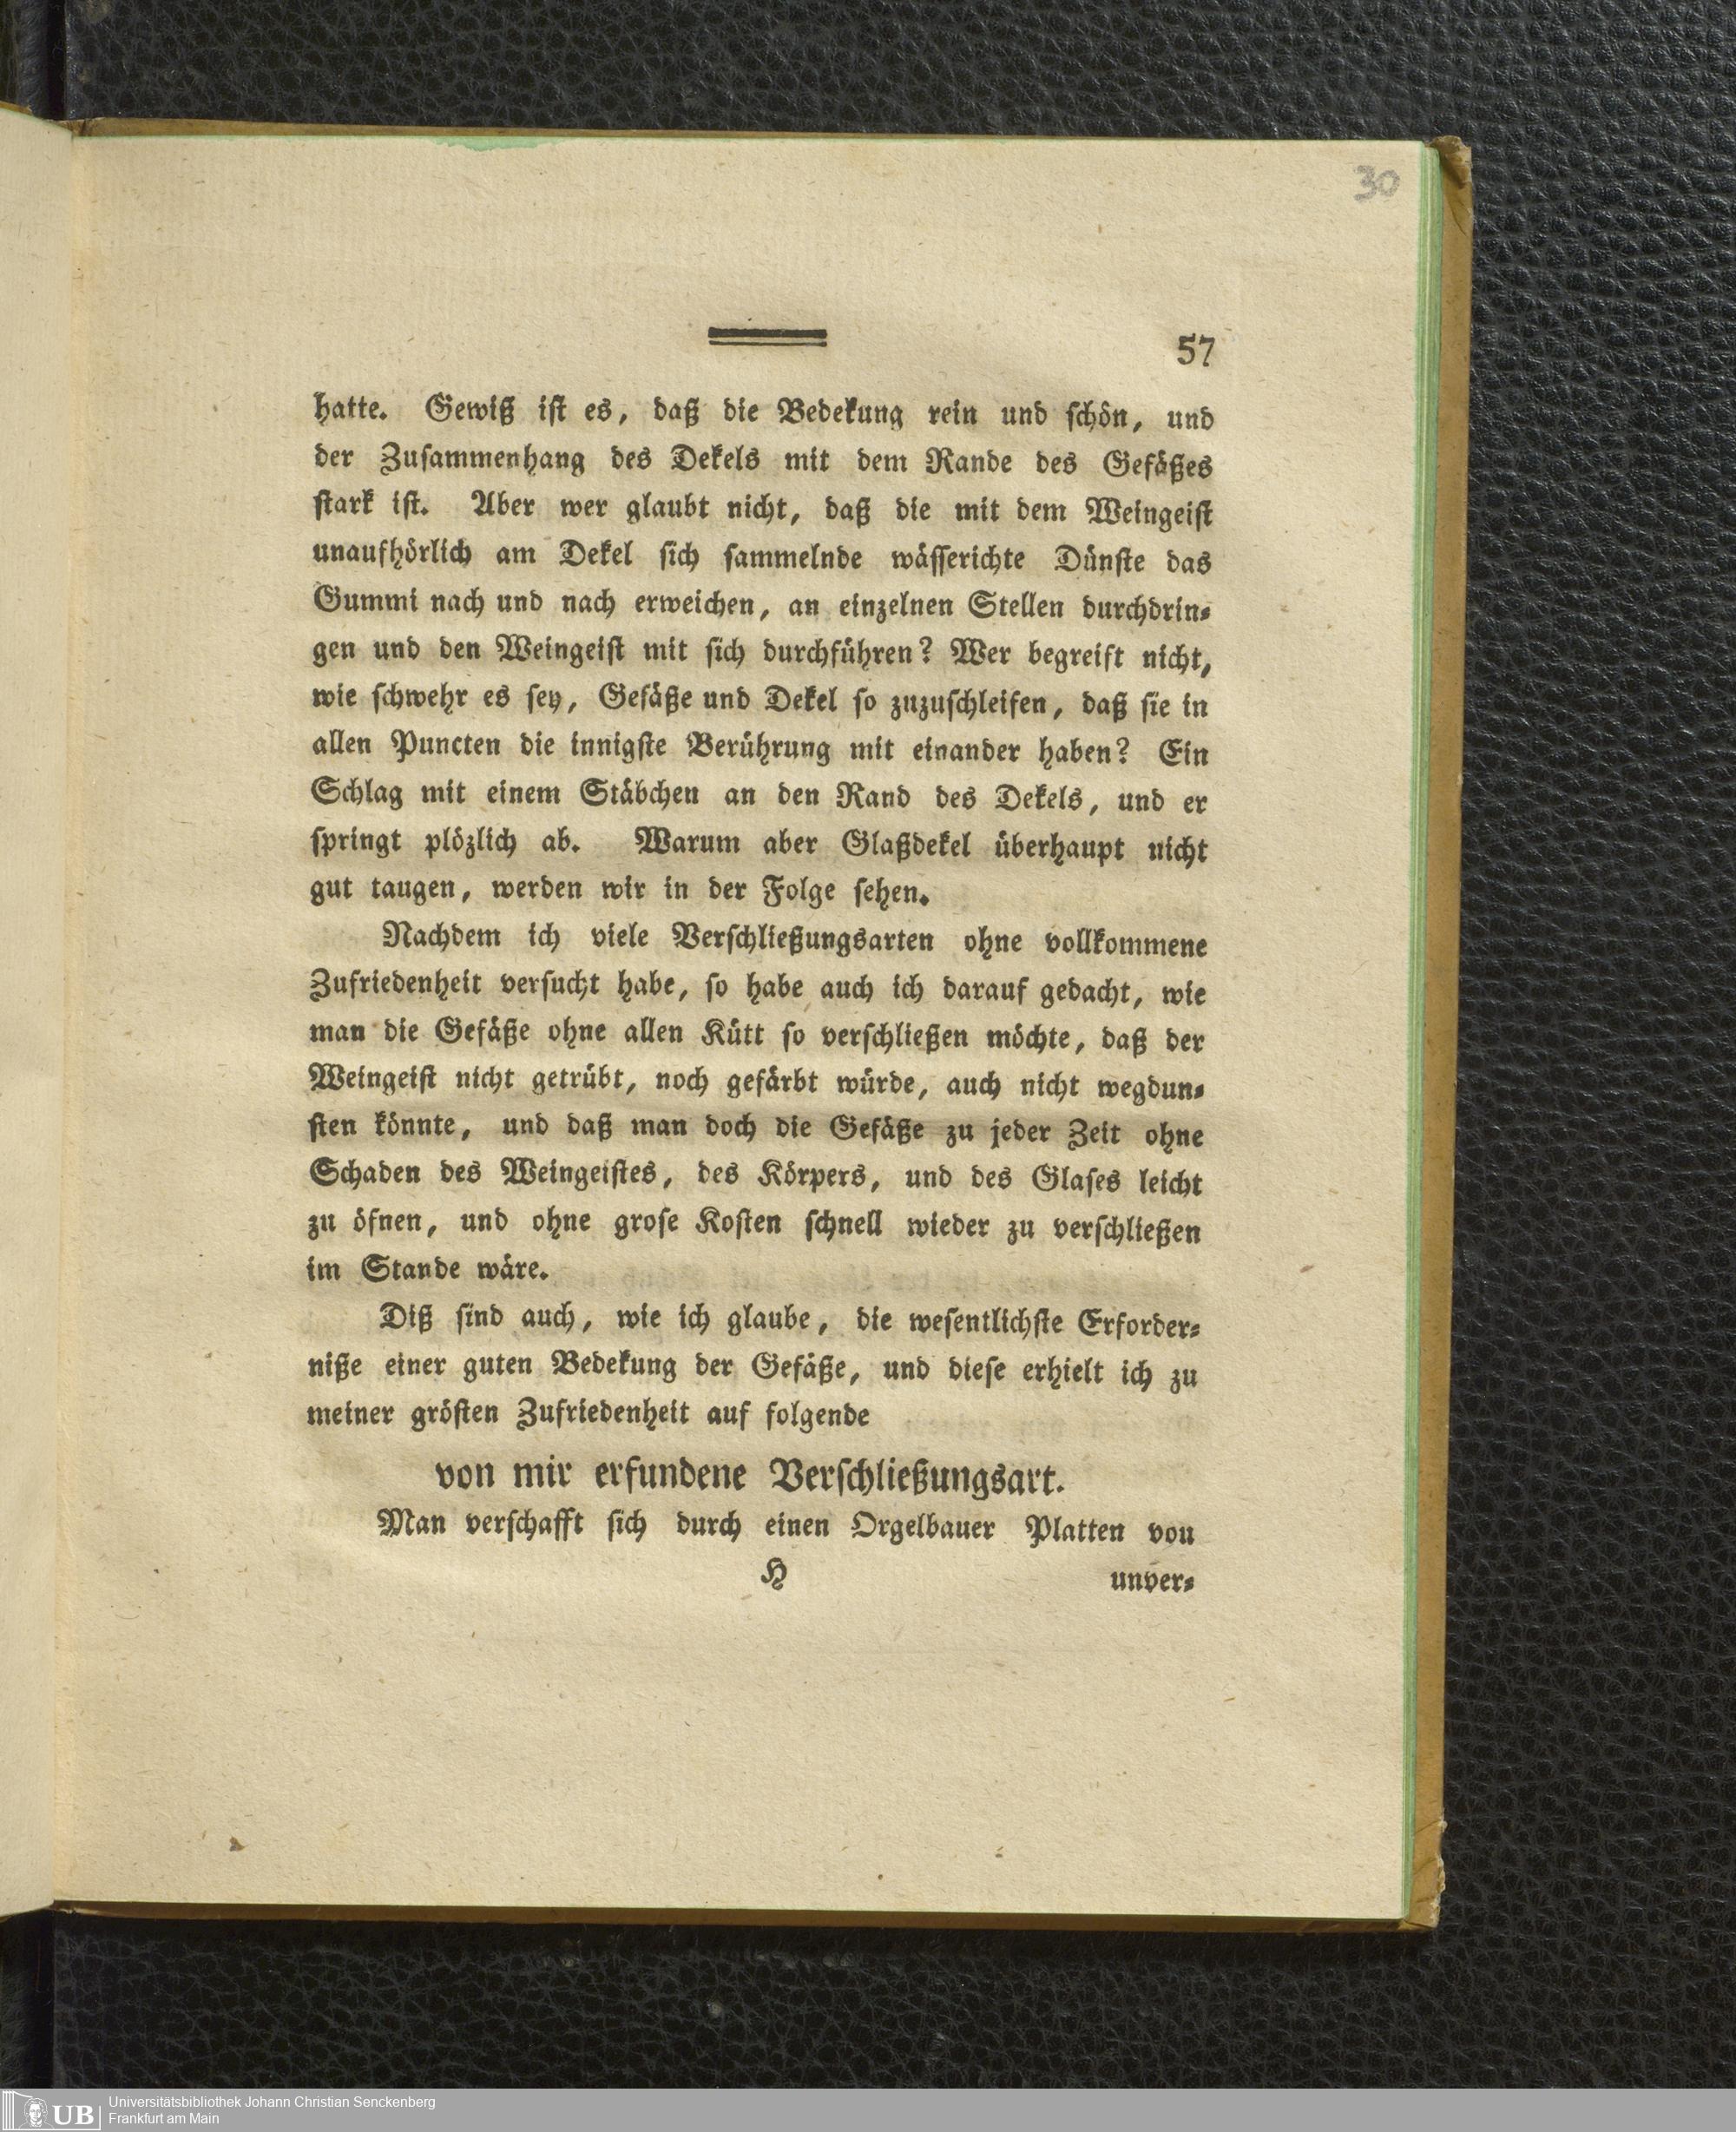 30
57
hatte. Gewiß iſt es, daß die Bedekung rein und ſchön, und
der Zuſammenhang des Dekels mit dem Rande des Gefäßes
ſtark iſt. Aber wer glaubt nicht, daß die mit dem Weingeiſt
unaufhörlich am Dekel ſich ſammelnde wäſſerichte Dünſte das
Gummi nach und nach erweichen, an einzelnen Stellen durchdrin⸗
gen und den Weingeiſt mit ſich durchführen? Wer begreift nicht,
wie ſchwehr es ſey, Gefäße und Dekel ſo zuzuſchleifen, daß ſie in
allen Puncten die innigſte Berührung mit einander haben? Ein
Schlag mit einem Stäbchen an den Rand des Dekels, und er
ſpringt plözlich ab. Warum aber Glaßdekel überhaupt nicht
gut taugen, werden wir in der Folge ſehen.
Nachdem ich viele Verſchließungsarten ohne vollkommene
Zufriedenheit verſucht habe, ſo habe auch ich darauf gedacht, wie
man die Gefäße ohne allen Kütt ſo verſchließen möchte, daß der
Weingeiſt nicht getrübt, noch gefärbt würde, auch nicht wegdun⸗
ſten könnte, und daß man doch die Gefäße zu jeder Zeit ohne
Schaden des Weingeiſtes, des Körpers, und des Glaſes leicht
zu öfnen, und ohne groſe Koſten ſchnell wieder zu verſchließen
im Stande wäre.
Diß ſind auch, wie ich glaube, die weſentlichſte Erforder⸗
niße einer guten Bedekung der Gefäße, und dieſe erhielt ich zu
meiner gröſten Zufriedenheit auf folgende
von mir erfundene Verſchließungsart.
Man verſchafft ſich durch einen Orgelbauer Platten von
H
unver⸗
UB
Universitätsbibliothek Johann Christian Senckenberg
Frankfurt am Main